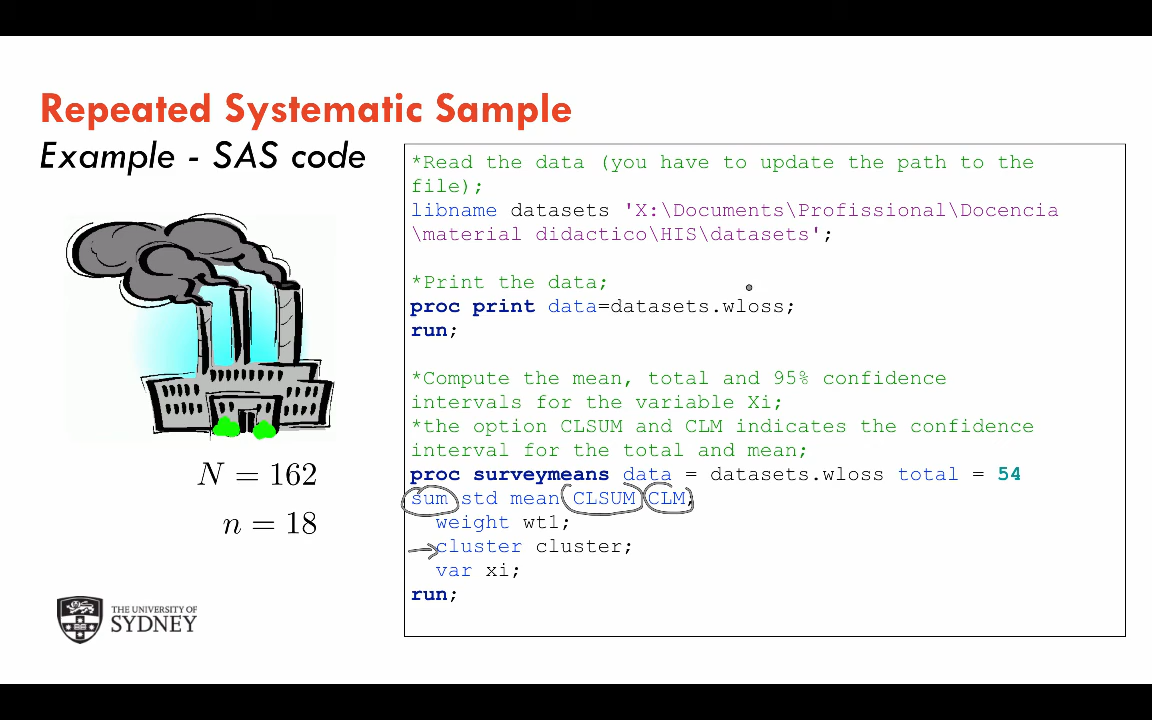 Repeated Systematic Sample
Example - SAS code
*Read the data (you have to update the path to the
file);
libname datasets 'X:\Documents\Profissional\Docencia
\material didactico\HIS\datasets';
*Print the data;
proc print data=datasets.wloss;
run;
*Compute the mean, total and 95% confidence
intervals for the variable Xi;
*the option CLSUM and CLM indicates the confidence
interval for the total and mean;
proc surveymeans data = datasets.wloss total = 54
sum std mean CLSUM CLM;
weight wt1;
cluster cluster;
var xi;
run;
N = 162
n = 18
THE UNIVERSITY OF
SYDNEY